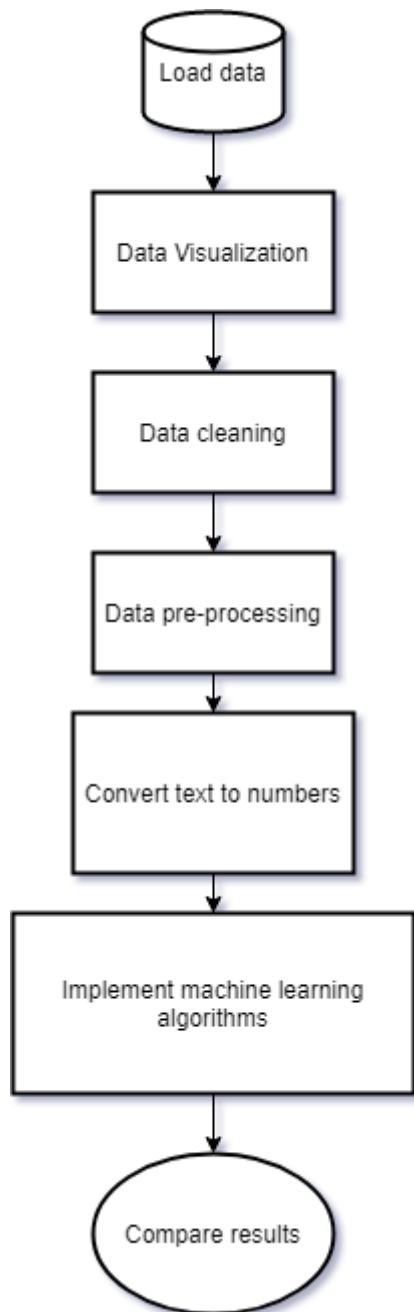 Load data
Data Visualization
Data cleaning
Data pre-processing
Convert text to numbers
Implement machine learning
algorithms
Compare results